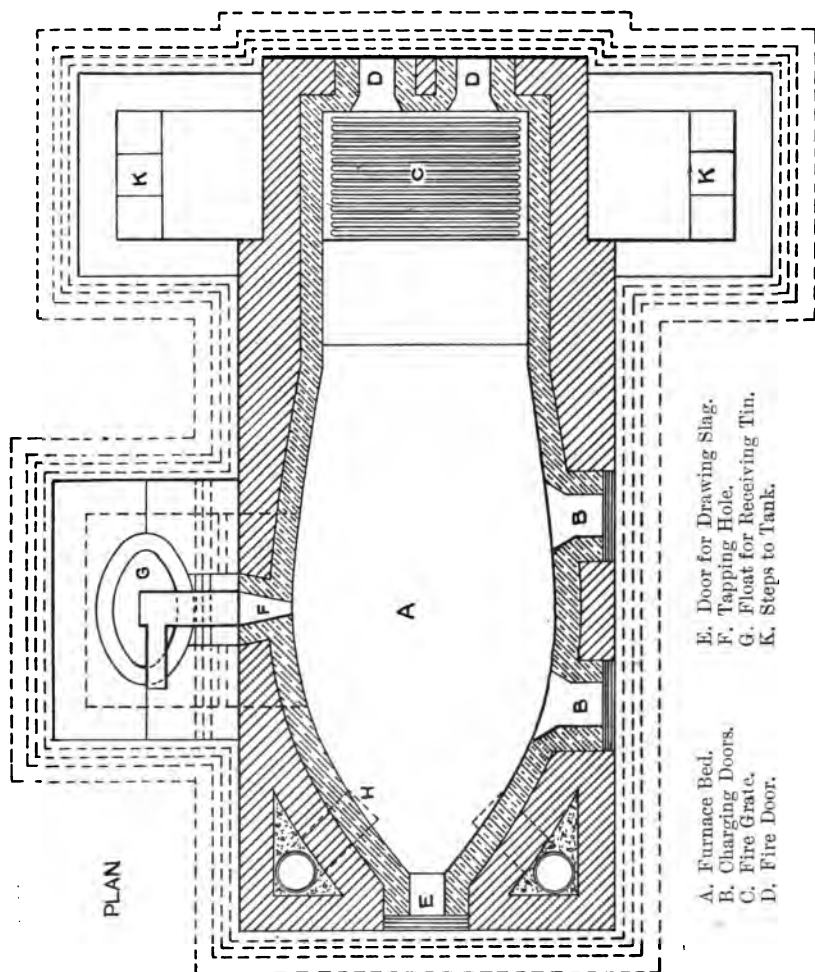 PLAN
G
K
F
H
D
E
A
C
D
B
B
K
A. Furnace Bed.
B. Charging Doors.
C. Fire Grate.
D. Fire Door.
E. Door for Drawing Slag.
F. Tapping Hole.
G. Float for Receiving Tin.
K. Steps to Tank.